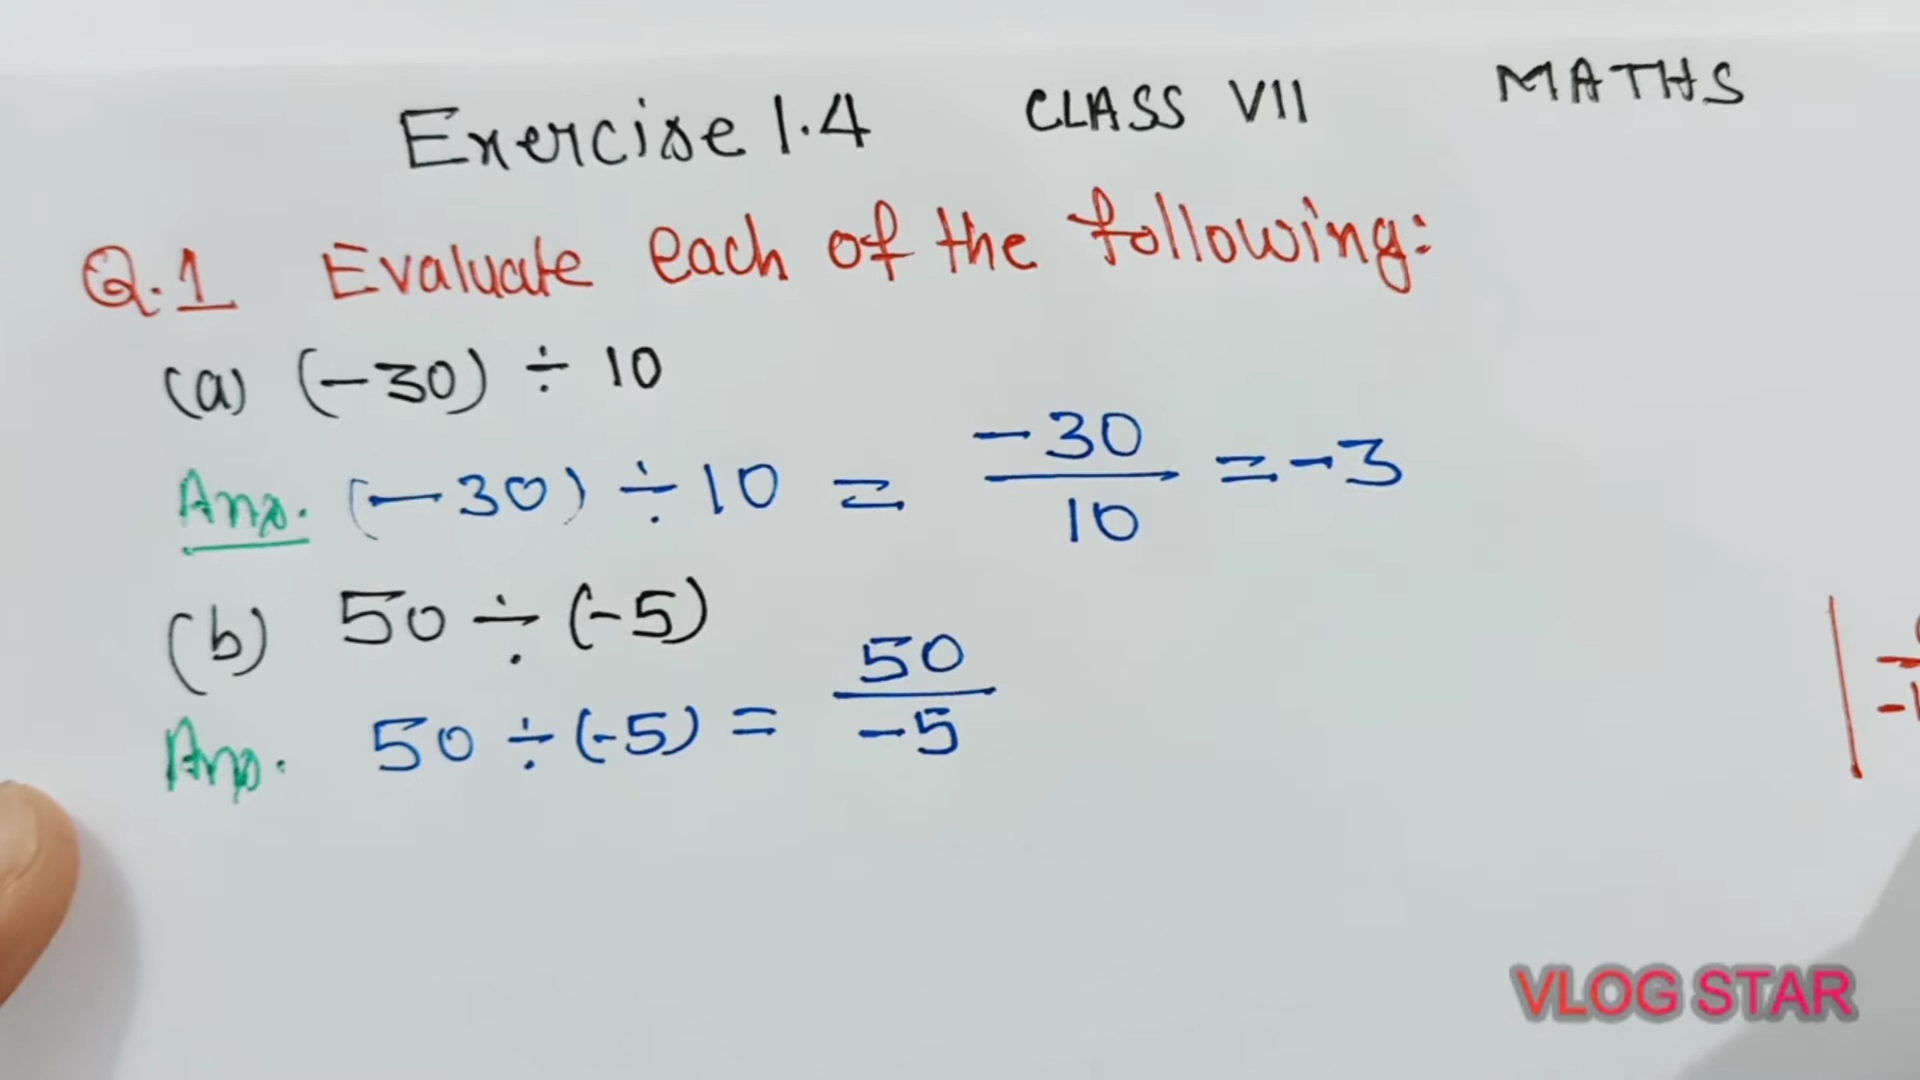 Exercise 1.4 CLASS VII MATHS
Q.1 Evaluate each of the following:
(a) (-30) ÷ 10
Ans. (-30) ÷ 10 = -30/10 = -3
(b) 50 ÷ (-5)
Ans. 50 ÷ (-5) = 50/-5
VLOG STAR